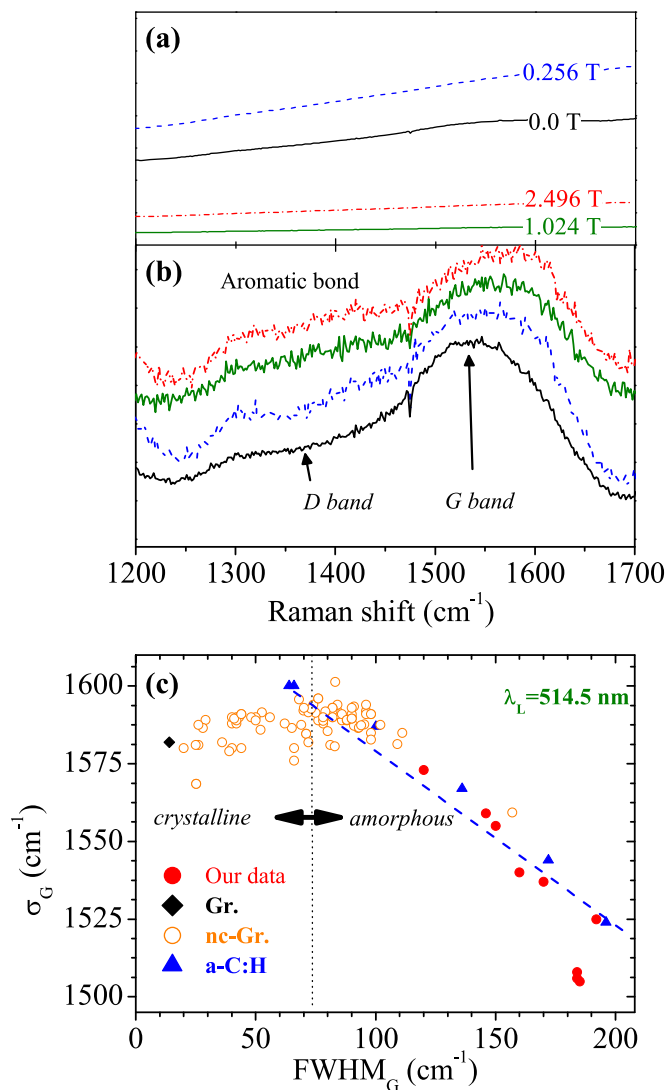 (a)
0.256 T
0.0 T
2.496 T
1.024 T
(b)
Aromatic bond
D band
G band
1200 1300 1400 1500 1600 1700
Raman shift (cm⁻¹)
(c)
λL=514.5 nm
1600
1575
1550
1525
1500
σG (cm⁻¹)
crystalline
amorphous
Our data
Gr.
nc-Gr.
a-C:H
0 50 100 150 200
FWHMG (cm⁻¹)